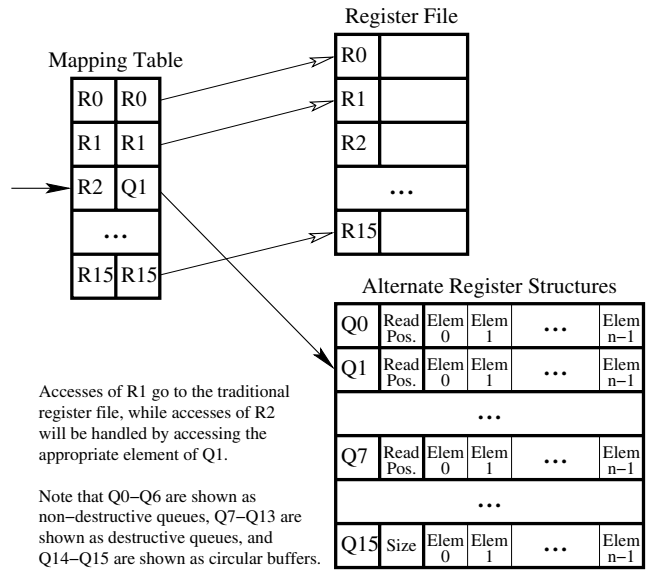 Register File
R0
R1
R2
...
R15
Mapping Table
R0 R0
R1 R1
R2 Q1
...
R15 R15
Alternate Register Structures
Q0 Read Pos. Elem 0 Elem 1 ... Elem n−1
Q1 Read Pos. Elem 0 Elem 1 ... Elem n−1
...
Q7 Read Pos. Elem 0 Elem 1 ... Elem n−1
...
Q15 Size Elem 0 Elem 1 ... Elem n−1
Accesses of R1 go to the traditional
register file, while accesses of R2
will be handled by accessing the
appropriate element of Q1.
Note that Q0−Q6 are shown as
non−destructive queues, Q7−Q13 are
shown as destructive queues, and
Q14−Q15 are shown as circular buffers.